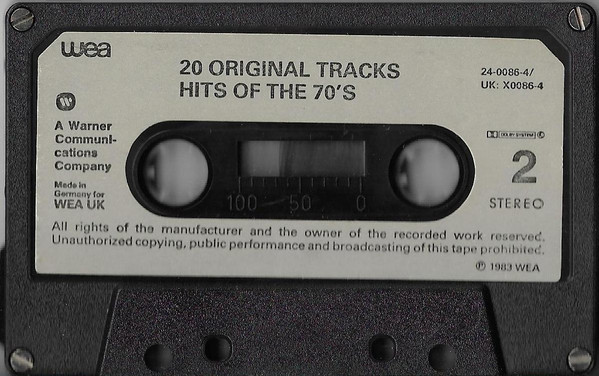 wea
20 ORIGINAL TRACKS
HITS OF THE 70'S
24-0086-4/
UK: X0086-4
A Warner
Communi-
cations
Company
Made in
Germany for
WEA UK
DOLBY SYSTEM
2
STEREO
100 50 0
All rights of the manufacturer and the owner of the recorded work reserved.
Unauthorized copying, public performance and broadcasting of this tape prohibited.
℗ 1983 WEA